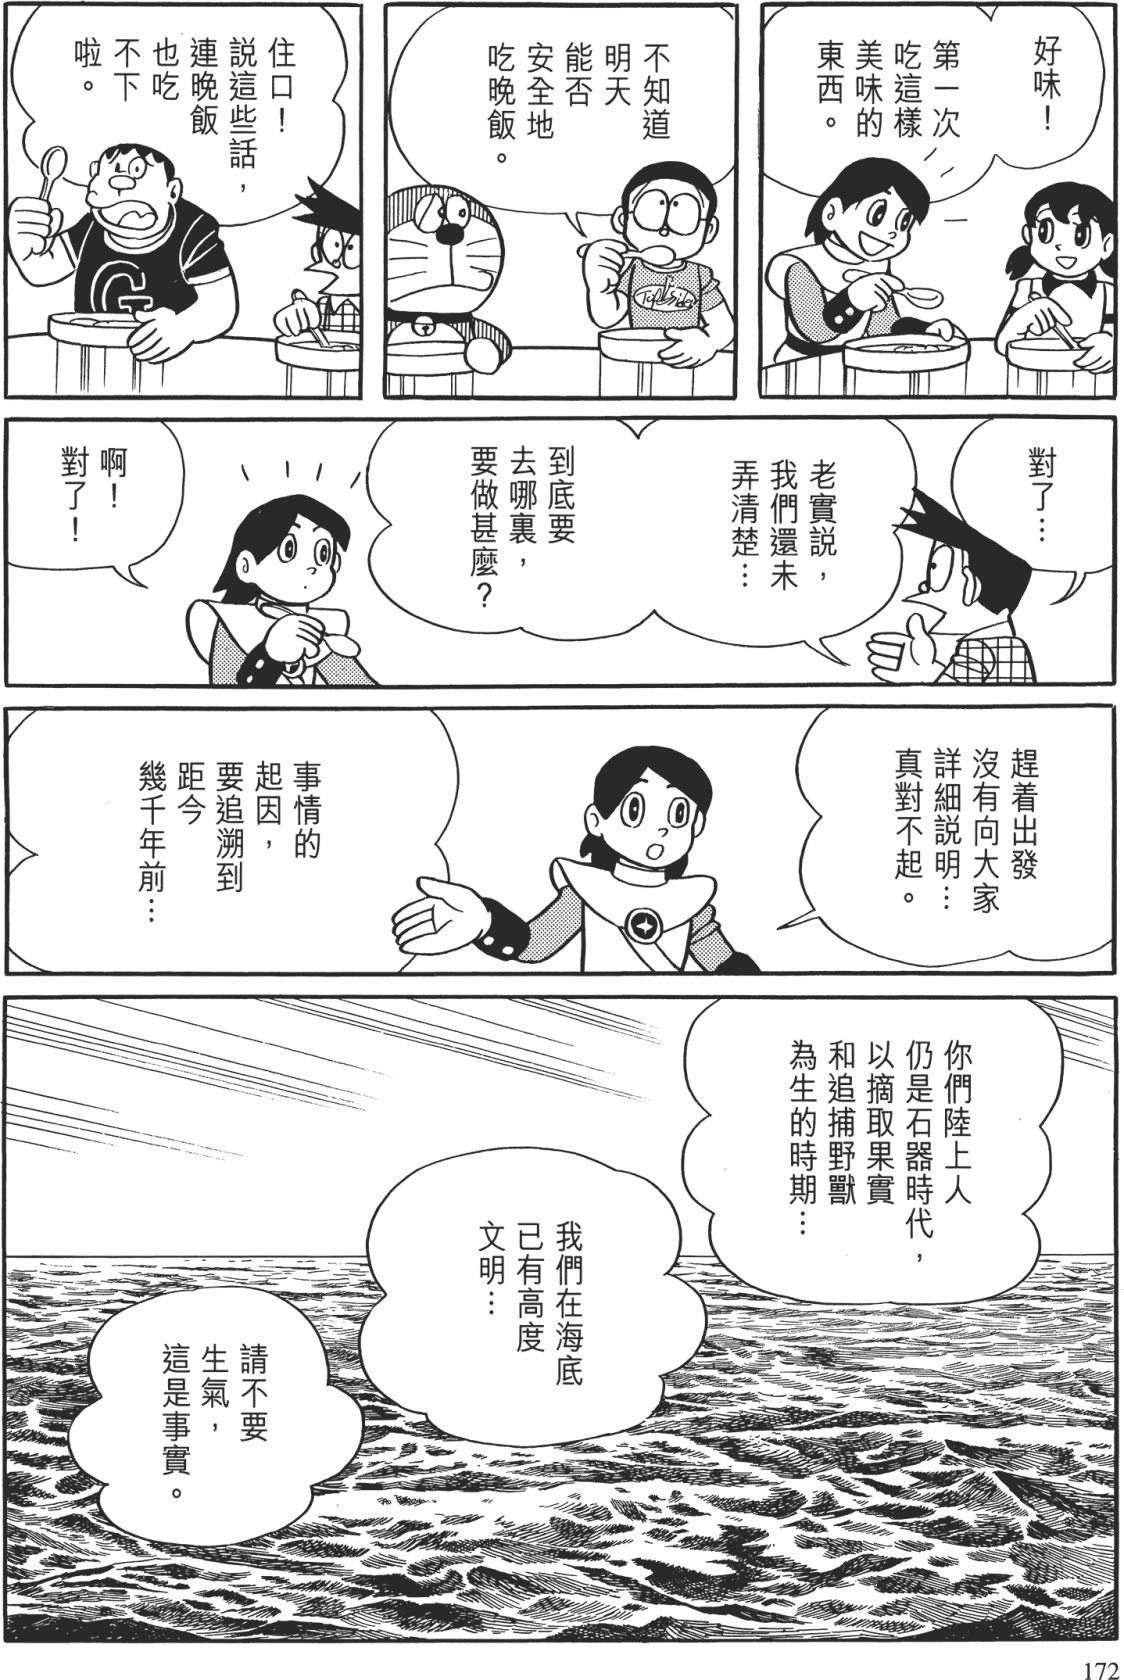 好味！
第一次
吃這樣
美味的
東西。
不知道
明天
能否
安全地
吃晚飯。
Top Sider
住口！
說這些話，
連晚飯
也吃
不下
啦。
G
對了…
老實說，
我們還未
弄清楚…
到底要
去哪裏，
要做甚麼？
啊！
對了！
趕着出發
沒有向大家
詳細說明…
真對不起。
事情的
起因，
要追溯到
距今
幾千年前…
你們陸上人
仍是石器時代，
以摘取果實
和追捕野獸
為生的時期…
我們在海底
已有高度
文明…
請不要
生氣，
這是事實。
172